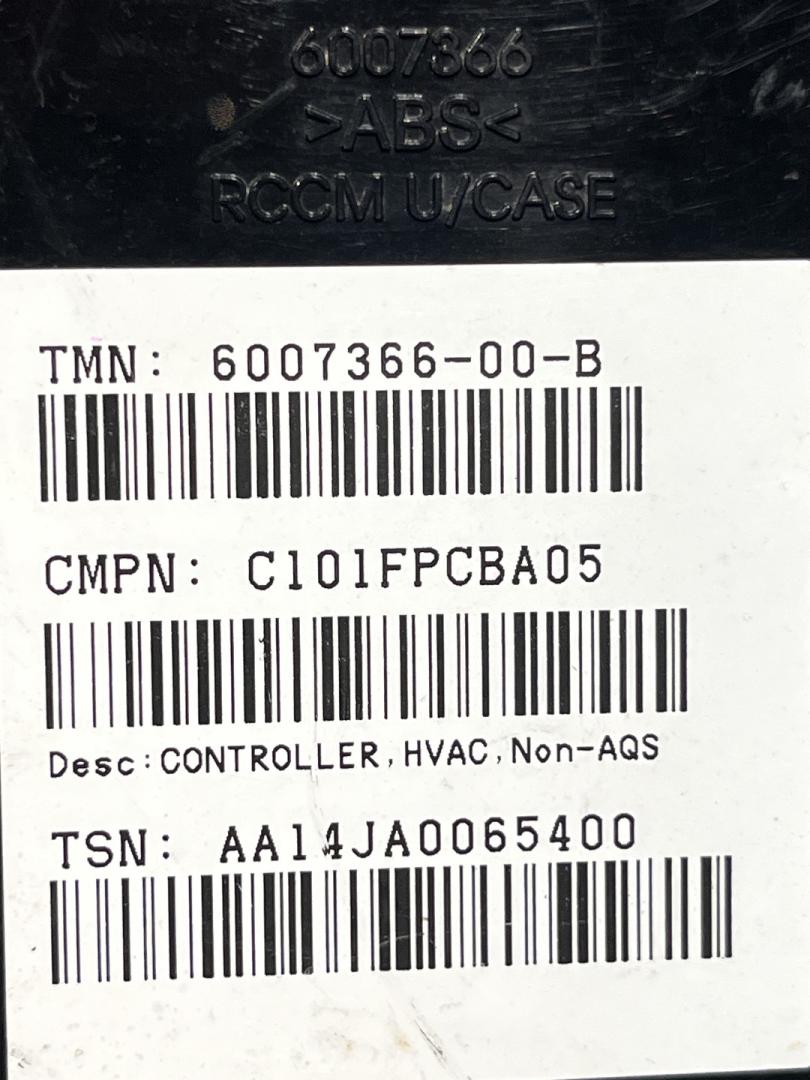 6007366
>ABS<
RCCM U/CASE
TMN: 6007366-00-B
CMPN: C101FPCBA05
Desc:CONTROLLER,HVAC,Non-AQS
TSN: AA14JA0065400